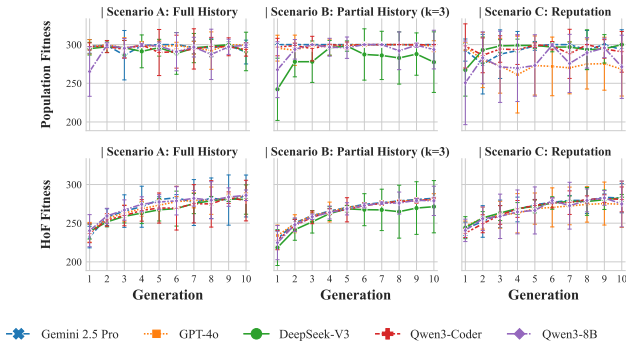 | Scenario A: Full History
| Scenario B: Partial History (k=3)
| Scenario C: Reputation
Population Fitness
300
250
200
| Scenario A: Full History
| Scenario B: Partial History (k=3)
| Scenario C: Reputation
HoF Fitness
300
250
200
1 2 3 4 5 6 7 8 9 10
1 2 3 4 5 6 7 8 9 10
1 2 3 4 5 6 7 8 9 10
Generation
Generation
Generation
Gemini 2.5 Pro
GPT-4o
DeepSeek-V3
Qwen3-Coder
Qwen3-8B